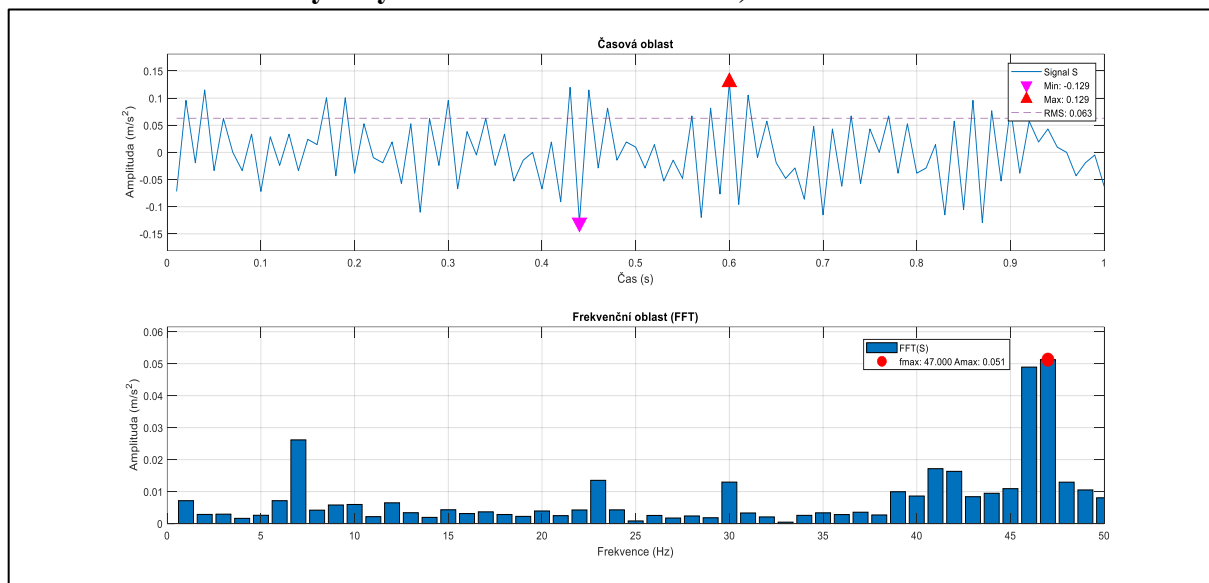 Časová oblast
0.15
0.1
0.05
0
-0.05
-0.1
-0.15
Amplituda (m/s²)
Signal S
Min: -0.129
Max: 0.129
RMS: 0.063
0 0.1 0.2 0.3 0.4 0.5 0.6 0.7 0.8 0.9 1
Čas (s)
Frekvenční oblast (FFT)
0.06
0.05
0.04
0.03
0.02
0.01
0
Amplituda (m/s²)
FFT(S)
fmax: 47.000 Amax: 0.051
0 5 10 15 20 25 30 35 40 45 50
Frekvence (Hz)